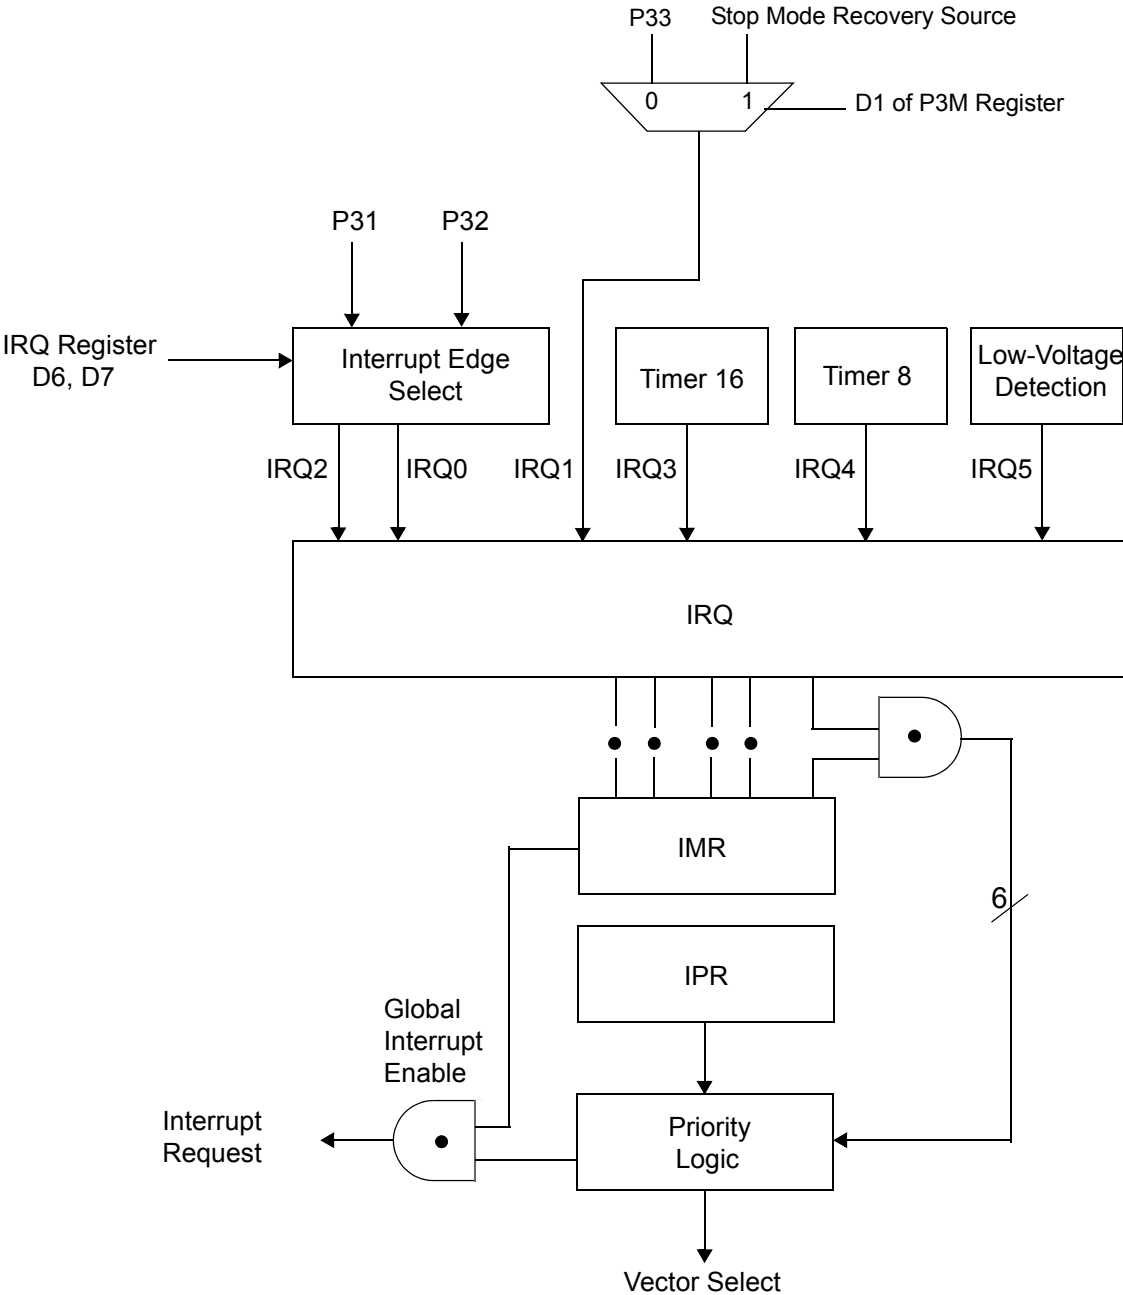 P33
Stop Mode Recovery Source
0
1
D1 of P3M Register
P31
P32
IRQ Register
D6, D7
Interrupt Edge
Select
Timer 16
Timer 8
Low-Voltage
Detection
IRQ2
IRQ0
IRQ1
IRQ3
IRQ4
IRQ5
IRQ
IMR
6
IPR
Global
Interrupt
Enable
Interrupt
Request
Priority
Logic
Vector Select